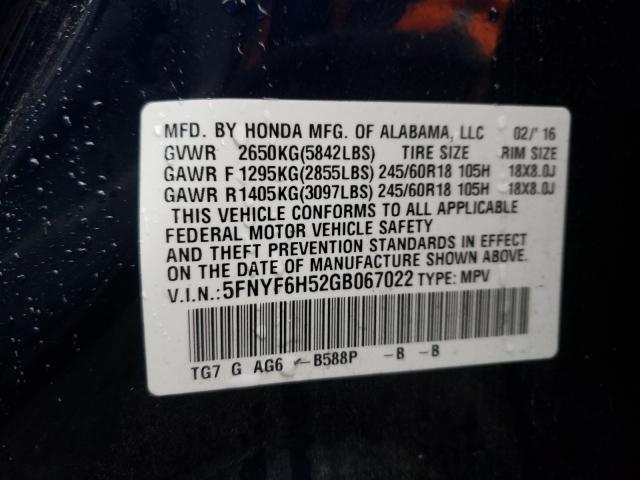 MFD. BY HONDA MFG. OF ALABAMA, LLC 02/'16
GVWR 2650KG(5842LBS) TIRE SIZE RIM SIZE
GAWR F 1295KG(2855LBS) 245/60R18 105H 18X8.0J
GAWR R 1405KG(3097LBS) 245/60R18 105H 18X8.0J
THIS VEHICLE CONFORMS TO ALL APPLICABLE
FEDERAL MOTOR VEHICLE SAFETY
AND THEFT PREVENTION STANDARDS IN EFFECT
ON THE DATE OF MANUFACTURE SHOWN ABOVE.
V.I.N.:5FNYF6H52GB067022 TYPE: MPV
TG7 G AG6 -B588P -B -B